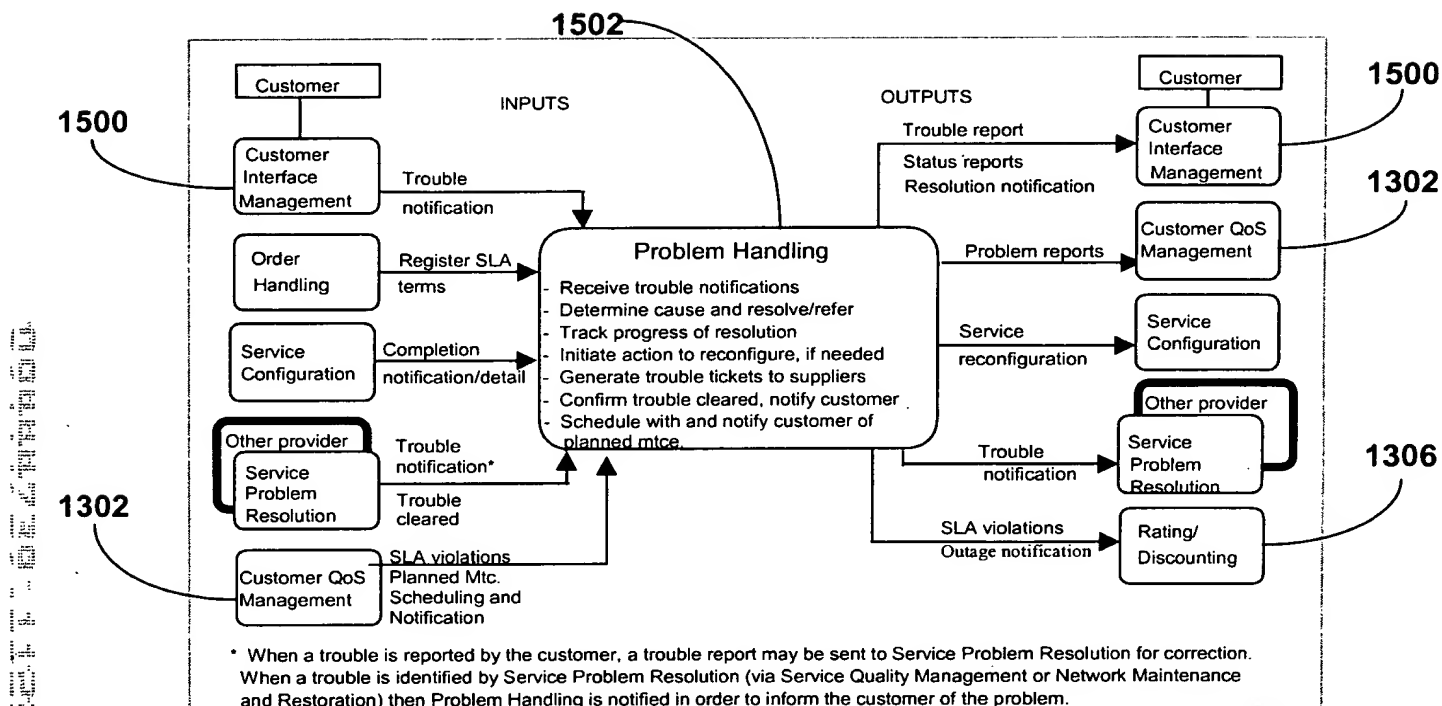 1502
Customer
INPUTS
1500
Customer
Interface
Management
Trouble
notification
Order
Handling
Register SLA
terms
Service
Configuration
Completion
notification/detail
Other provider
Service
Problem
Resolution
Trouble
notification*
Trouble
cleared
1302
Customer QoS
Management
SLA violations
Planned Mtc.
Scheduling and
Notification
Problem Handling
- Receive trouble notifications
- Determine cause and resolve/refer
- Track progress of resolution
- Initiate action to reconfigure, if needed
- Generate trouble tickets to suppliers
- Confirm trouble cleared, notify customer
- Schedule with and notify customer of
planned mtce.
OUTPUTS
Customer
1500
Trouble report
Status reports
Resolution notification
Customer
Interface
Management
1302
Problem reports
Customer QoS
Management
Service
reconfiguration
Service
Configuration
Other provider
Trouble
notification
Service
Problem
Resolution
1306
SLA violations
Outage notification
Rating/
Discounting
* When a trouble is reported by the customer, a trouble report may be sent to Service Problem Resolution for correction.
When a trouble is identified by Service Problem Resolution (via Service Quality Management or Network Maintenance
and Restoration) then Problem Handling is notified in order to inform the customer of the problem.